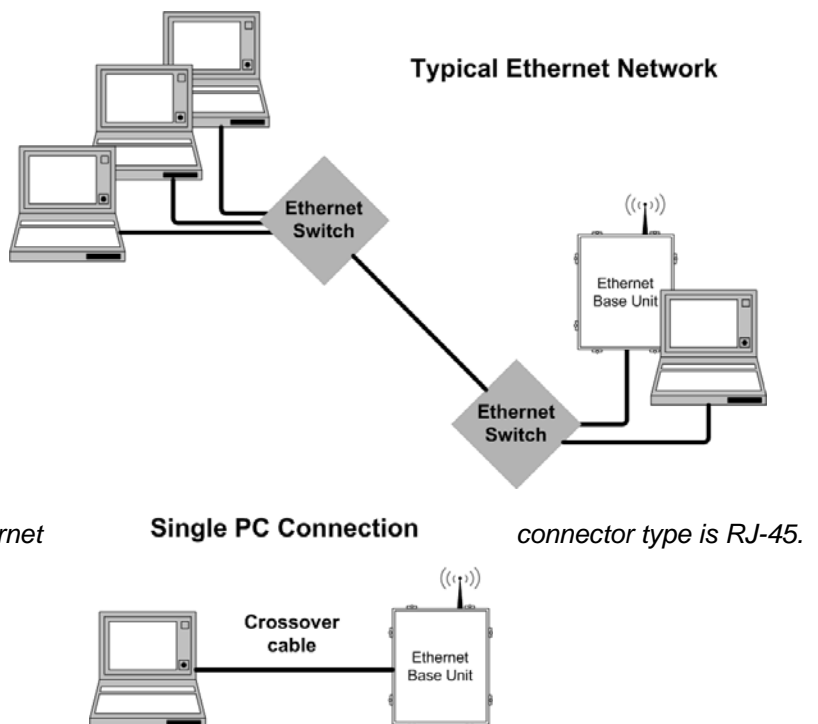 Typical Ethernet Network
Ethernet
Switch
Ethernet
Base Unit
Ethernet
Switch
rnet
Single PC Connection
connector type is RJ-45.
Crossover
cable
Ethernet
Base Unit